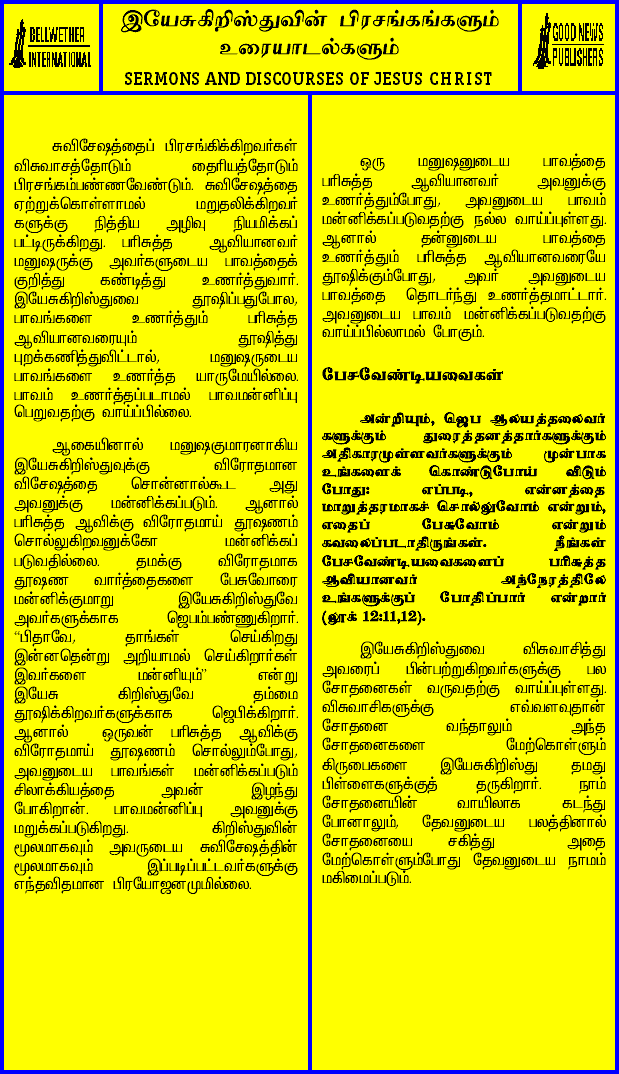 BELLWETHER
INTERNATIONAL
இயேசுகிறிஸ்துவின் பிரசங்கங்களும்
உரையாடல்களும்
SERMONS AND DISCOURSES OF JESUS CHRIST
GOOD NEWS
PUBLISHERS
சுவிசேஷத்தைப் பிரசங்கிக்கிறவர்கள்
விசுவாசத்தோடும் தைரியத்தோடும்
பிரசங்கம்பண்ணவேண்டும். சுவிசேஷத்தை
ஏற்றுக்கொள்ளாமல் மறுதலிக்கிறவர்
களுக்கு நித்திய அழிவு நியமிக்கப்
பட்டிருக்கிறது. பரிசுத்த ஆவியானவர்
மனுஷருக்கு அவர்களுடைய பாவத்தைக்
குறித்து கண்டித்து உணர்த்துவார்.
இயேசுகிறிஸ்துவை தூஷிப்பதுபோல,
பாவங்களை உணர்த்தும் பரிசுத்த
ஆவியானவரையும் தூஷித்து
புறக்கணித்துவிட்டால், மனுஷருடைய
பாவங்களை உணர்த்த யாருமேயில்லை.
பாவம் உணர்த்தப்படாமல் பாவமன்னிப்பு
பெறுவதற்கு வாய்ப்பில்லை.
ஆகையினால் மனுஷகுமாரனாகிய
இயேசுகிறிஸ்துவுக்கு விரோதமான
விசேஷத்தை சொன்னால்கூட அது
அவனுக்கு மன்னிக்கப்படும். ஆனால்
பரிசுத்த ஆவிக்கு விரோதமாய் தூஷணம்
சொல்லுகிறவனுக்கோ மன்னிக்கப்
படுவதில்லை. தமக்கு விரோதமாக
தூஷண வார்த்தைகளை பேசுவோரை
மன்னிக்குமாறு இயேசுகிறிஸ்துவே
அவர்களுக்காக ஜெபம்பண்ணுகிறார்.
“பிதாவே, தாங்கள் செய்கிறது
இன்னதென்று அறியாமல் செய்கிறார்கள்
இவர்களை மன்னியும்” என்று
இயேசு கிறிஸ்துவே தம்மை
தூஷிக்கிறவர்களுக்காக ஜெபிக்கிறார்.
ஆனால் ஒருவன் பரிசுத்த ஆவிக்கு
விரோதமாய் தூஷணம் சொல்லும்போது,
அவனுடைய பாவங்கள் மன்னிக்கப்படும்
சிலாக்கியத்தை அவன் இழந்து
போகிறான். பாவமன்னிப்பு அவனுக்கு
மறுக்கப்படுகிறது. கிறிஸ்துவின்
மூலமாகவும் அவருடைய சுவிசேஷத்தின்
மூலமாகவும் இப்படிப்பட்டவர்களுக்கு
எந்தவிதமான பிரயோஜனமுமில்லை.
ஒரு மனுஷனுடைய பாவத்தை
பரிசுத்த ஆவியானவர் அவனுக்கு
உணர்த்தும்போது, அவனுடைய பாவம்
மன்னிக்கப்படுவதற்கு நல்ல வாய்ப்புள்ளது.
ஆனால் தன்னுடைய பாவத்தை
உணர்த்தும் பரிசுத்த ஆவியானவரையே
தூஷிக்கும்போது, அவர் அவனுடைய
பாவத்தை தொடர்ந்து உணர்த்தமாட்டார்.
அவனுடைய பாவம் மன்னிக்கப்படுவதற்கு
வாய்ப்பில்லாமல் போகும்.
பேசவேண்டியவைகள்
அன்றியும், ஜெப ஆலயத்தலைவர்
களுக்கும் துரைத்தனத்தார்களுக்கும்
அதிகாரமுள்ளவர்களுக்கும் முன்பாக
உங்களைக் கொண்டுபோய் விடும்
போது: எப்படி, என்னத்தை
மாறுத்தரமாகச் சொல்லுவோம் என்றும்,
எதைப் பேசுவோம் என்றும்
கவலைப்படாதிருங்கள். நீங்கள்
பேசவேண்டியவைகளைப் பரிசுத்த
ஆவியானவர் அந்நேரத்திலே
உங்களுக்குப் போதிப்பார் என்றார்
(லூக் 12:11,12).
இயேசுகிறிஸ்துவை விசுவாசித்து
அவரைப் பின்பற்றுகிறவர்களுக்கு பல
சோதனைகள் வருவதற்கு வாய்ப்புள்ளது.
விசுவாசிகளுக்கு எவ்வளவுதான்
சோதனை வந்தாலும் அந்த
சோதனைகளை மேற்கொள்ளும்
கிருபைகளை இயேசுகிறிஸ்து தமது
பிள்ளைகளுக்குத் தருகிறார். நாம்
சோதனையின் வாயிலாக கடந்து
போனாலும், தேவனுடைய பலத்தினால்
சோதனையை சகித்து அதை
மேற்கொள்ளும்போது தேவனுடைய நாமம்
மகிமைப்படும்.